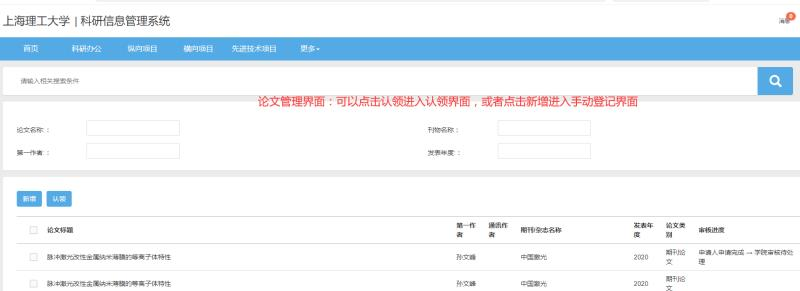 上海理工大学 | 科研信息管理系统
消息 0
首页 科研办公 纵向项目 横向项目 先进技术项目 更多
请输入相关搜索条件
论文管理界面：可以点击认领进入认领界面，或者点击新增进入手动登记界面
论文名称： 刊物名称：
第一作者： 发表年度：
新增 认领
论文标题 第一作者 通讯作者 期刊/杂志名称 发表年度 论文类别 审核进度
脉冲激光改性金属纳米薄膜的等离子体特性 孙文峰 中国激光 2020 期刊论文 申请人申请完成 → 学院审核待处理
脉冲激光改性金属纳米薄膜的等离子体特性 孙文峰 中国激光 2020 期刊论文